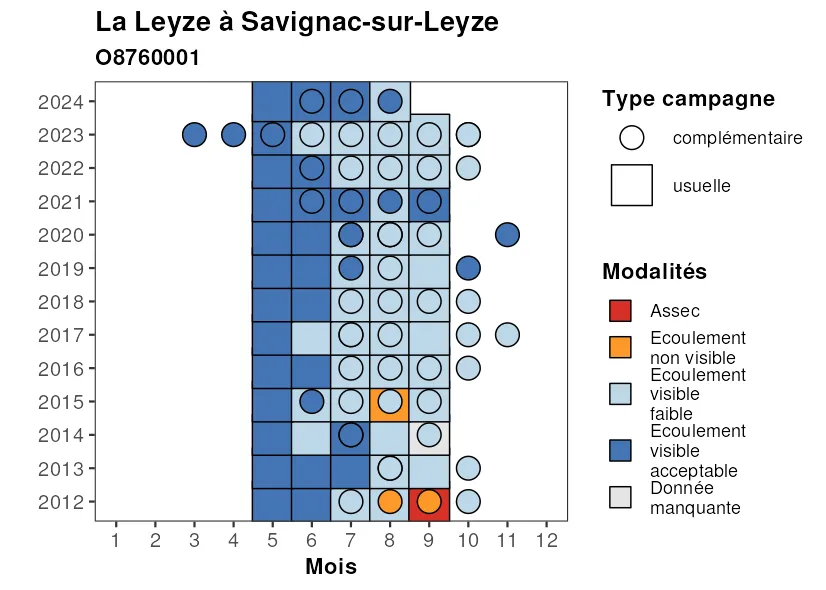 La Leyze à Savignac-sur-Leyze
O8760001
2024
2023
2022
2021
2020
2019
2018
2017
2016
2015
2014
2013
2012
1 2 3 4 5 6 7 8 9 10 11 12
Mois
Type campagne
complémentaire
usuelle
Modalités
Assec
Ecoulement
non visible
Ecoulement
visible
faible
Ecoulement
visible
acceptable
Donnée
manquante